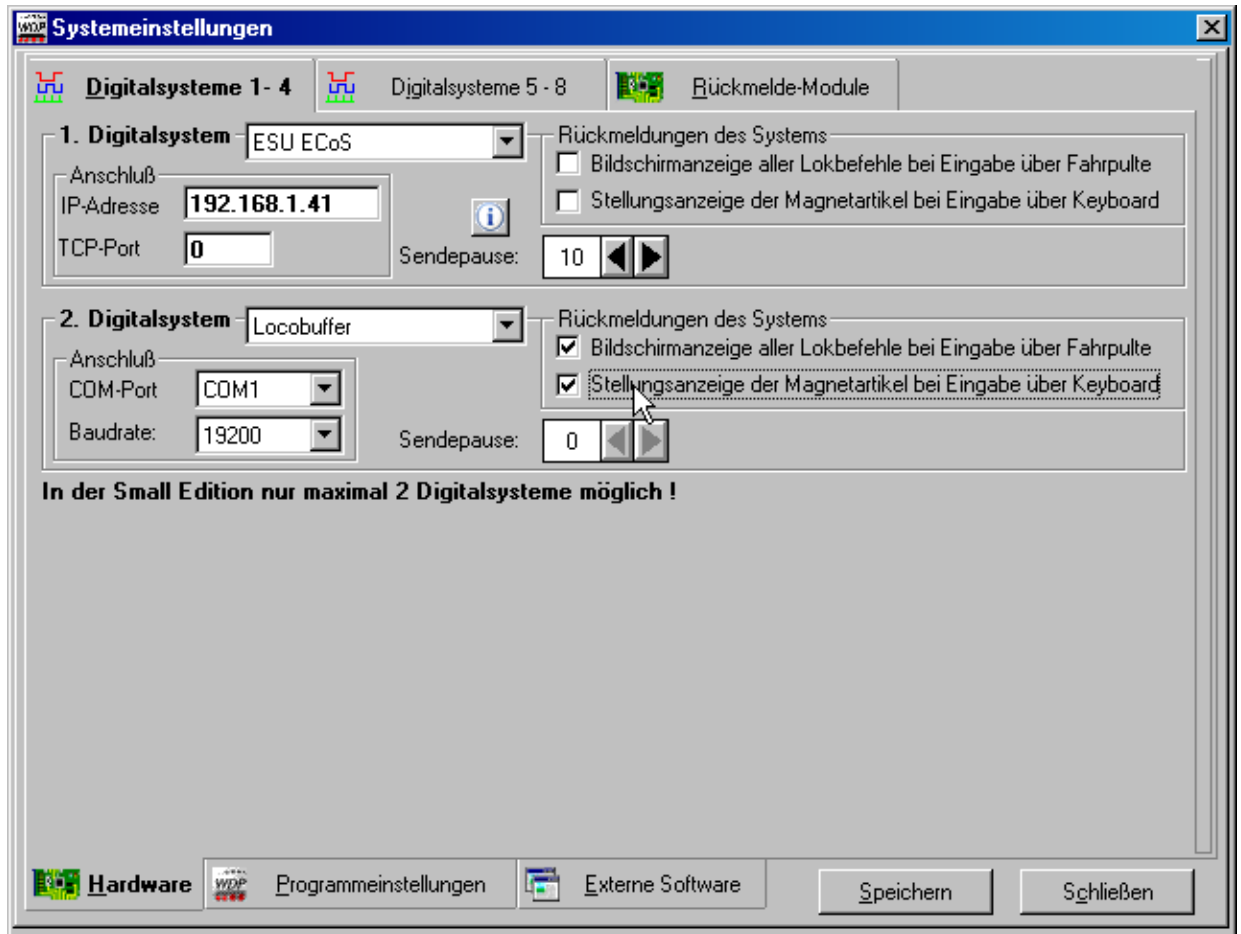 Systemeinstellungen
Digitalsysteme 1- 4
Digitalsysteme 5 - 8
Rückmelde-Module
1. Digitalsystem
ESU ECoS
Anschluß
IP-Adresse
192.168.1.41
TCP-Port
0
Sendepause:
10
Rückmeldungen des Systems
Bildschirmanzeige aller Lokbefehle bei Eingabe über Fahrpulte
Stellungsanzeige der Magnetartikel bei Eingabe über Keyboard
2. Digitalsystem
Locobuffer
Anschluß
COM-Port
COM1
Baudrate:
19200
Sendepause:
0
Rückmeldungen des Systems
Bildschirmanzeige aller Lokbefehle bei Eingabe über Fahrpulte
Stellungsanzeige der Magnetartikel bei Eingabe über Keyboard
In der Small Edition nur maximal 2 Digitalsysteme möglich !
Hardware
WDP
Programmeinstellungen
Externe Software
Speichern
Schließen